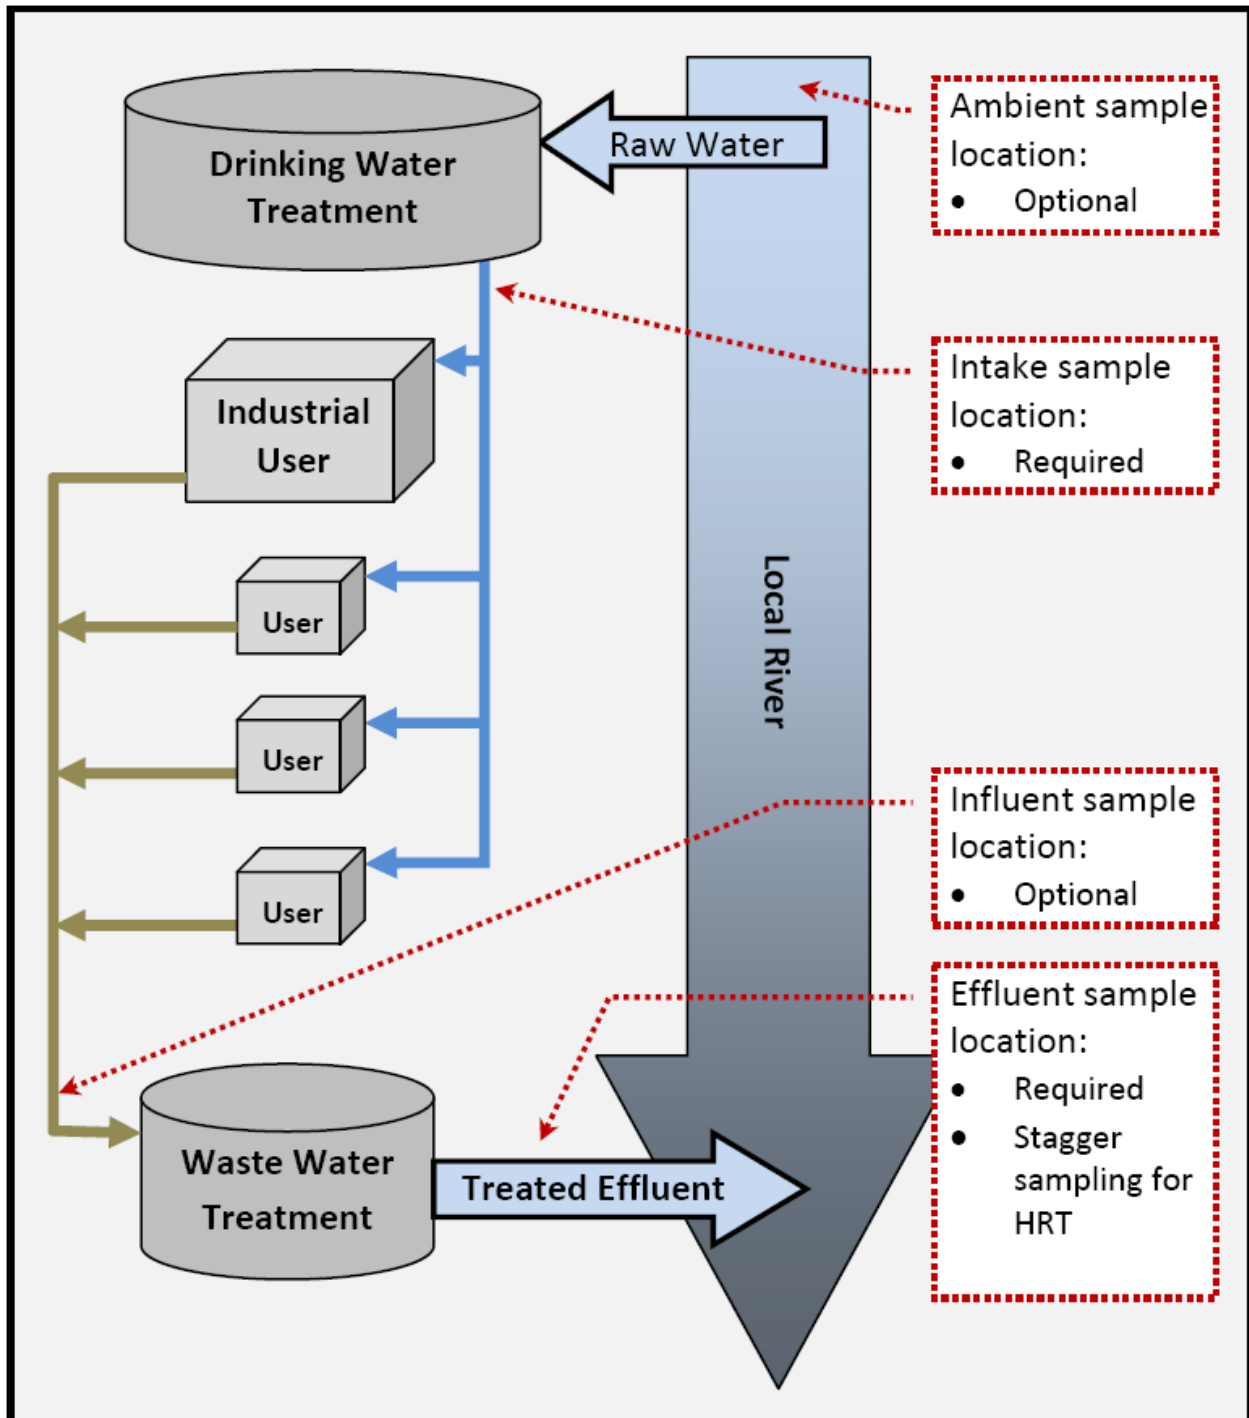 Drinking Water
Treatment
Raw Water
Ambient sample
location:
• Optional
Intake sample
location:
• Required
Industrial
User
User
User
User
Local River
Influent sample
location:
• Optional
Effluent sample
location:
• Required
• Stagger
sampling for
HRT
Waste Water
Treatment
Treated Effluent